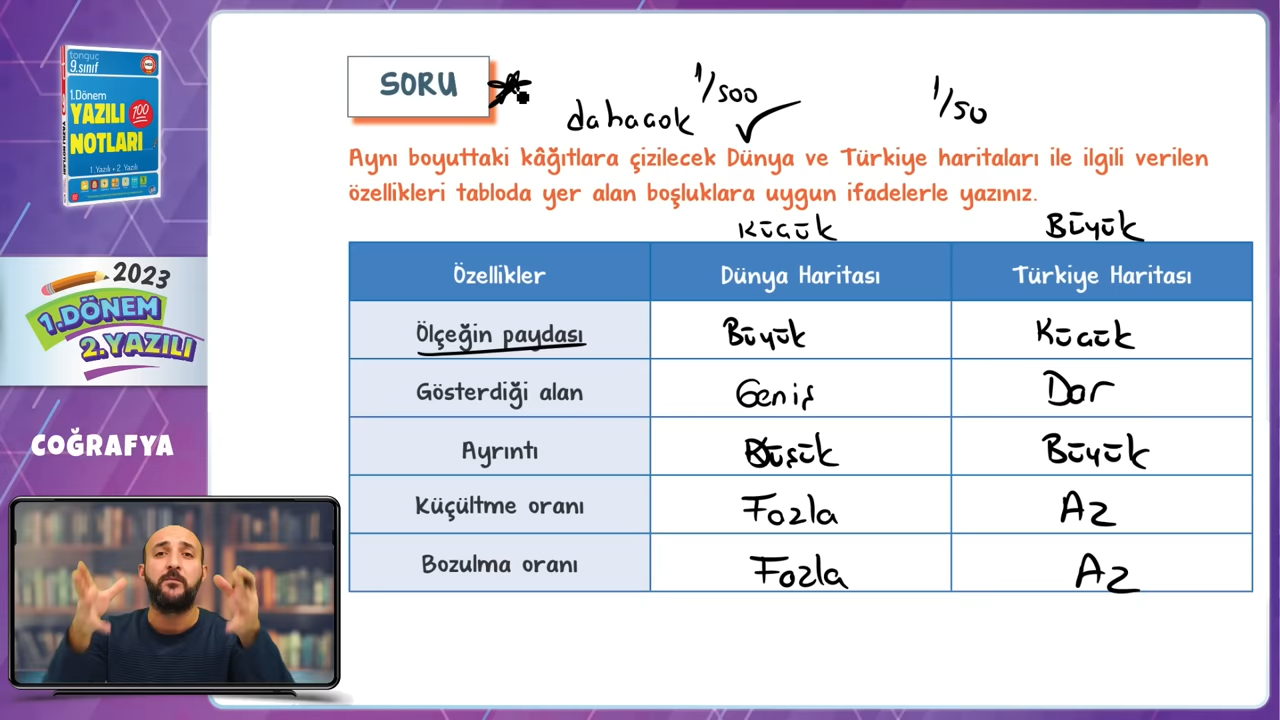 tonguç
9.sınıf
1.Dönem
YAZILI
100
NOTLARI
1.Yazılı • 2.Yazılı
2023
1.DÖNEM
2.YAZILI
COĞRAFYA
SORU
dahacok
1/500
1/50
Aynı boyuttaki kâğıtlara çizilecek Dünya ve Türkiye haritaları ile ilgili verilen
özellikleri tabloda yer alan boşluklara uygun ifadelerle yazınız.
Kücük Büyük
Özellikler Dünya Haritası Türkiye Haritası
Ölçeğin paydası Büyük Kücük
Gösterdiği alan Geniş Dar
Ayrıntı Düşük Büyük
Küçültme oranı Fazla Az
Bozulma oranı Fazla Az